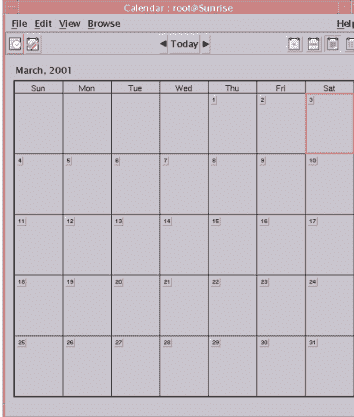 Calendar : root@Sunrise
File Edit View Browse Help
Today
March, 2001
Sun Mon Tue Wed Thu Fri Sat
1 2 3
4 5 6 7 8 9 10
11 12 13 14 15 16 17
18 19 20 21 22 23 24
25 26 27 28 29 30 31